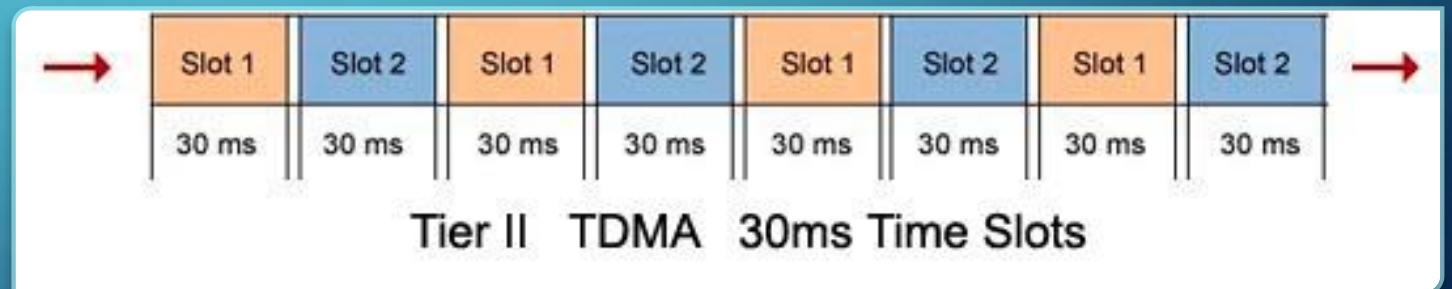 Slot 1 Slot 2 Slot 1 Slot 2 Slot 1 Slot 2 Slot 1 Slot 2
30 ms 30 ms 30 ms 30 ms 30 ms 30 ms 30 ms 30 ms
Tier II TDMA 30ms Time Slots